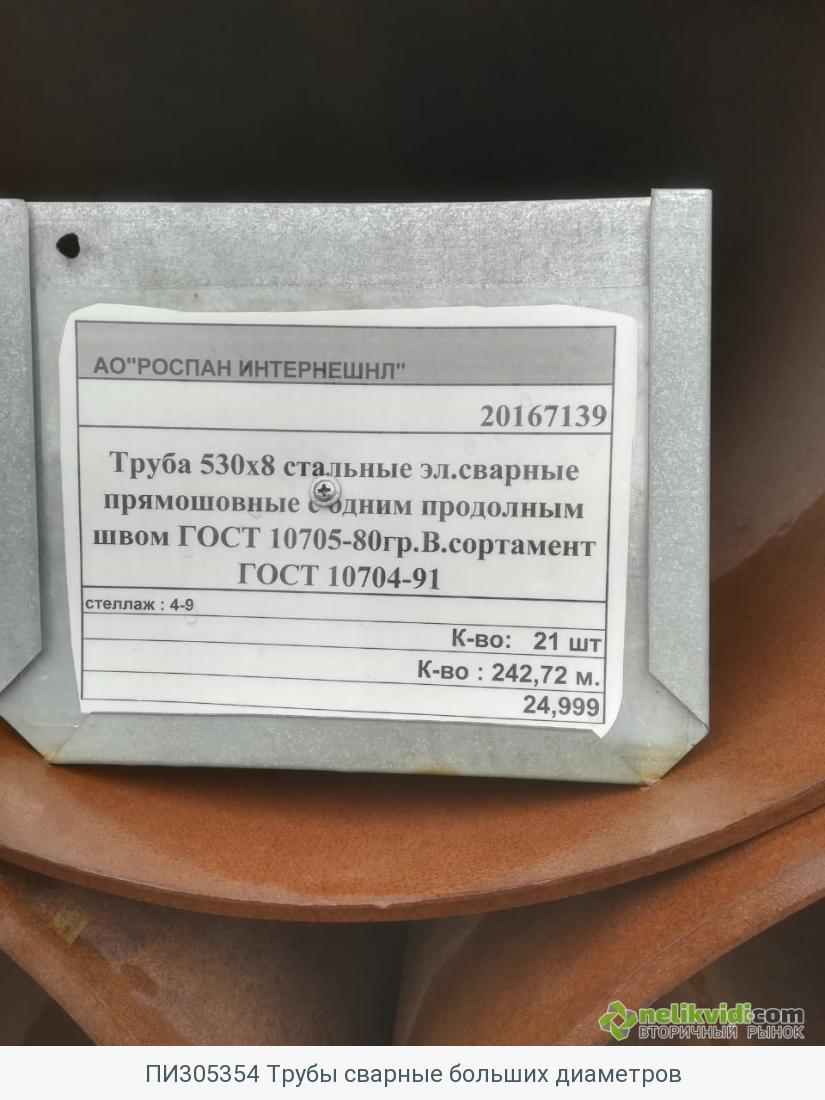 АО"РОСПАН ИНТЕРНЕШНЛ"
20167139
Труба 530х8 стальные эл.сварные
прямошовные с одним продолным
швом ГОСТ 10705-80гр.В.сортамент
ГОСТ 10704-91
стеллаж : 4-9
К-во: 21 шт
К-во : 242,72 м.
24,999
nelikvidi.com
ВТОРИЧНЫЙ РЫНОК
ПИ305354 Трубы сварные больших диаметров